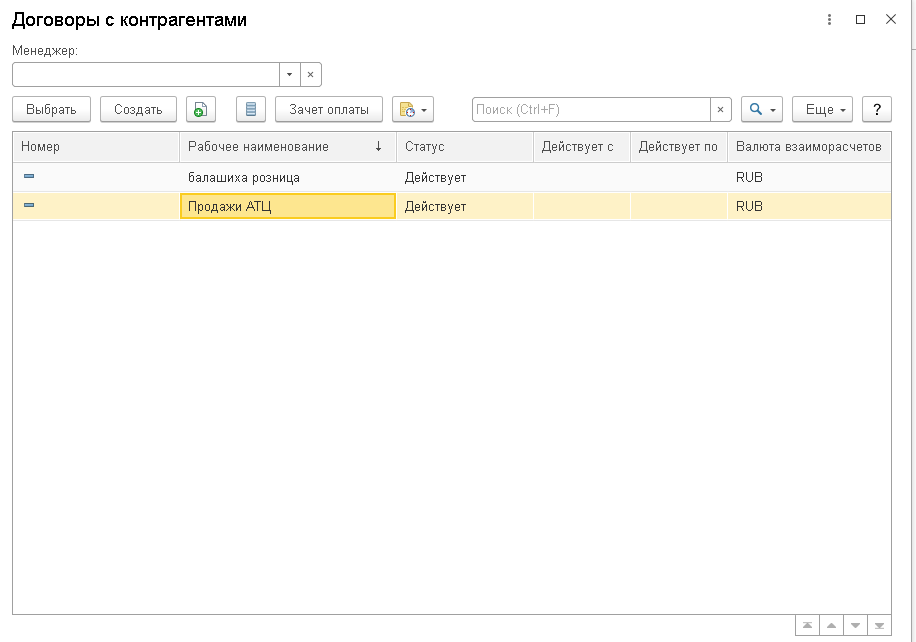 Договоры с контрагентами
Менеджер:
Выбрать Создать Зачет оплаты Поиск (Ctrl+F) Еще ?
Номер Рабочее наименование ↓ Статус Действует с Действует по Валюта взаиморасчетов
балашиха розница Действует RUB
Продажи АТЦ Действует RUB